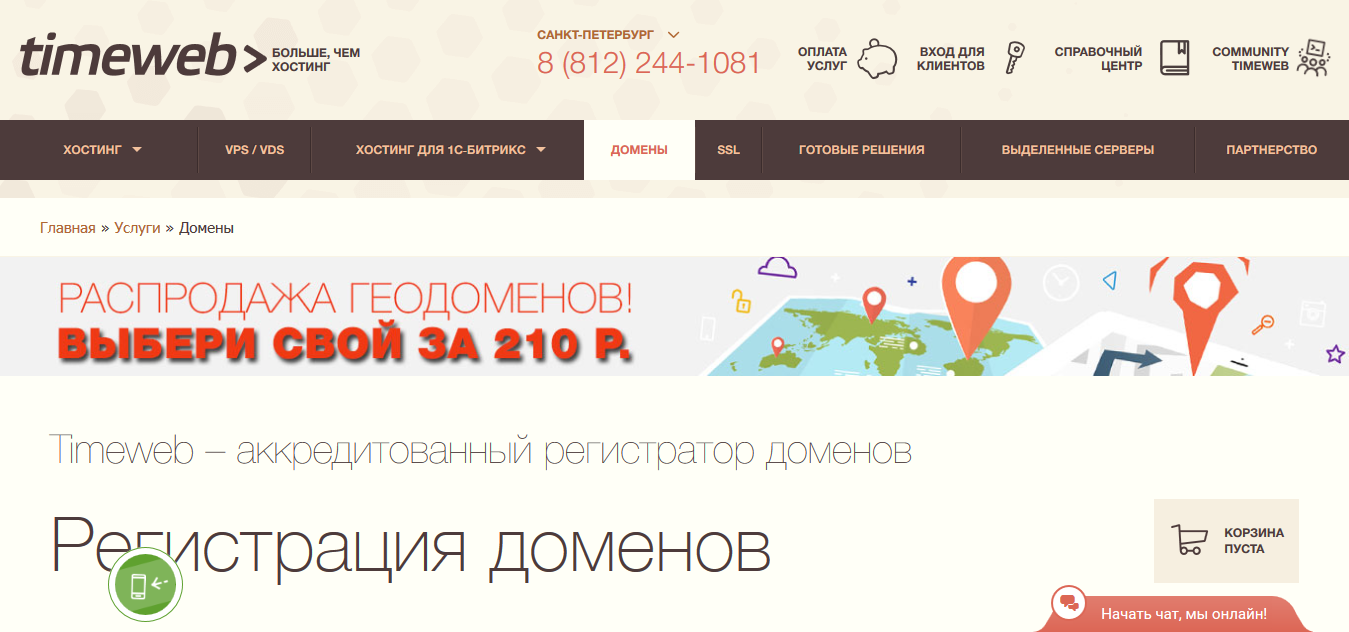 timeweb>
БОЛЬШЕ, ЧЕМ
ХОСТИНГ
САНКТ-ПЕТЕРБУРГ
8 (812) 244-1081
ОПЛАТА
УСЛУГ
ВХОД ДЛЯ
КЛИЕНТОВ
СПРАВОЧНЫЙ
ЦЕНТР
COMMUNITY
TIMEWEB
ХОСТИНГ
VPS / VDS
ХОСТИНГ ДЛЯ 1С-БИТРИКС
ДОМЕНЫ
SSL
ГОТОВЫЕ РЕШЕНИЯ
ВЫДЕЛЕННЫЕ СЕРВЕРЫ
ПАРТНЕРСТВО
Главная » Услуги » Домены
РАСПРОДАЖА ГЕОДОМЕНОВ!
ВЫБЕРИ СВОЙ ЗА 210 Р.
Timeweb – аккредитованный регистратор доменов
Регистрация доменов
КОРЗИНА
ПУСТА
Начать чат, мы онлайн!